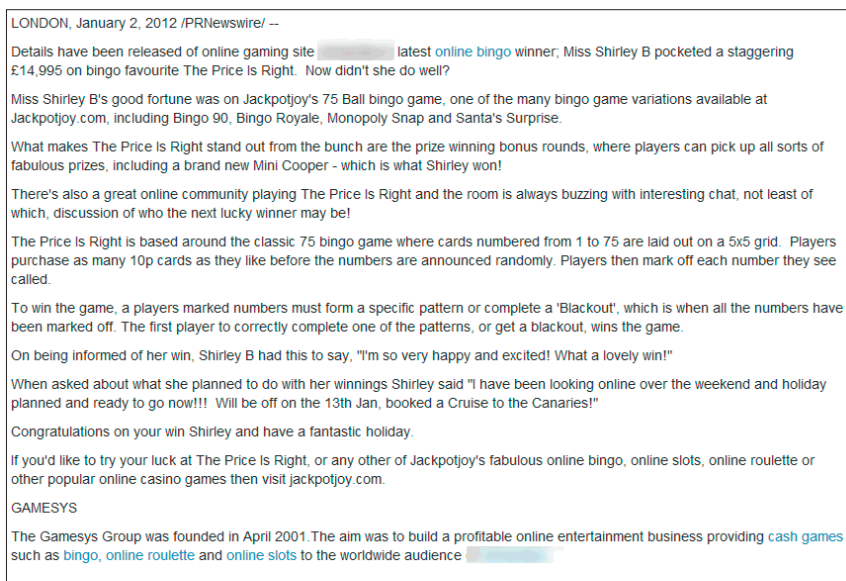 LONDON, January 2, 2012 /PRNewswire/ --
Details have been released of online gaming site latest online bingo winner; Miss Shirley B pocketed a staggering
£14,995 on bingo favourite The Price Is Right. Now didn't she do well?
Miss Shirley B's good fortune was on Jackpotjoy's 75 Ball bingo game, one of the many bingo game variations available at
Jackpotjoy.com, including Bingo 90, Bingo Royale, Monopoly Snap and Santa's Surprise.
What makes The Price Is Right stand out from the bunch are the prize winning bonus rounds, where players can pick up all sorts of
fabulous prizes, including a brand new Mini Cooper - which is what Shirley won!
There's also a great online community playing The Price Is Right and the room is always buzzing with interesting chat, not least of
which, discussion of who the next lucky winner may be!
The Price Is Right is based around the classic 75 bingo game where cards numbered from 1 to 75 are laid out on a 5x5 grid. Players
purchase as many 10p cards as they like before the numbers are announced randomly. Players then mark off each number they see
called.
To win the game, a players marked numbers must form a specific pattern or complete a 'Blackout', which is when all the numbers have
been marked off. The first player to correctly complete one of the patterns, or get a blackout, wins the game.
On being informed of her win, Shirley B had this to say, "I'm so very happy and excited! What a lovely win!"
When asked about what she planned to do with her winnings Shirley said "I have been looking online over the weekend and holiday
planned and ready to go now!!! Will be off on the 13th Jan, booked a Cruise to the Canaries!"
Congratulations on your win Shirley and have a fantastic holiday.
If you'd like to try your luck at The Price Is Right, or any other of Jackpotjoy's fabulous online bingo, online slots, online roulette or
other popular online casino games then visit jackpotjoy.com.
GAMESYS
The Gamesys Group was founded in April 2001.The aim was to build a profitable online entertainment business providing cash games
such as bingo, online roulette and online slots to the worldwide audience